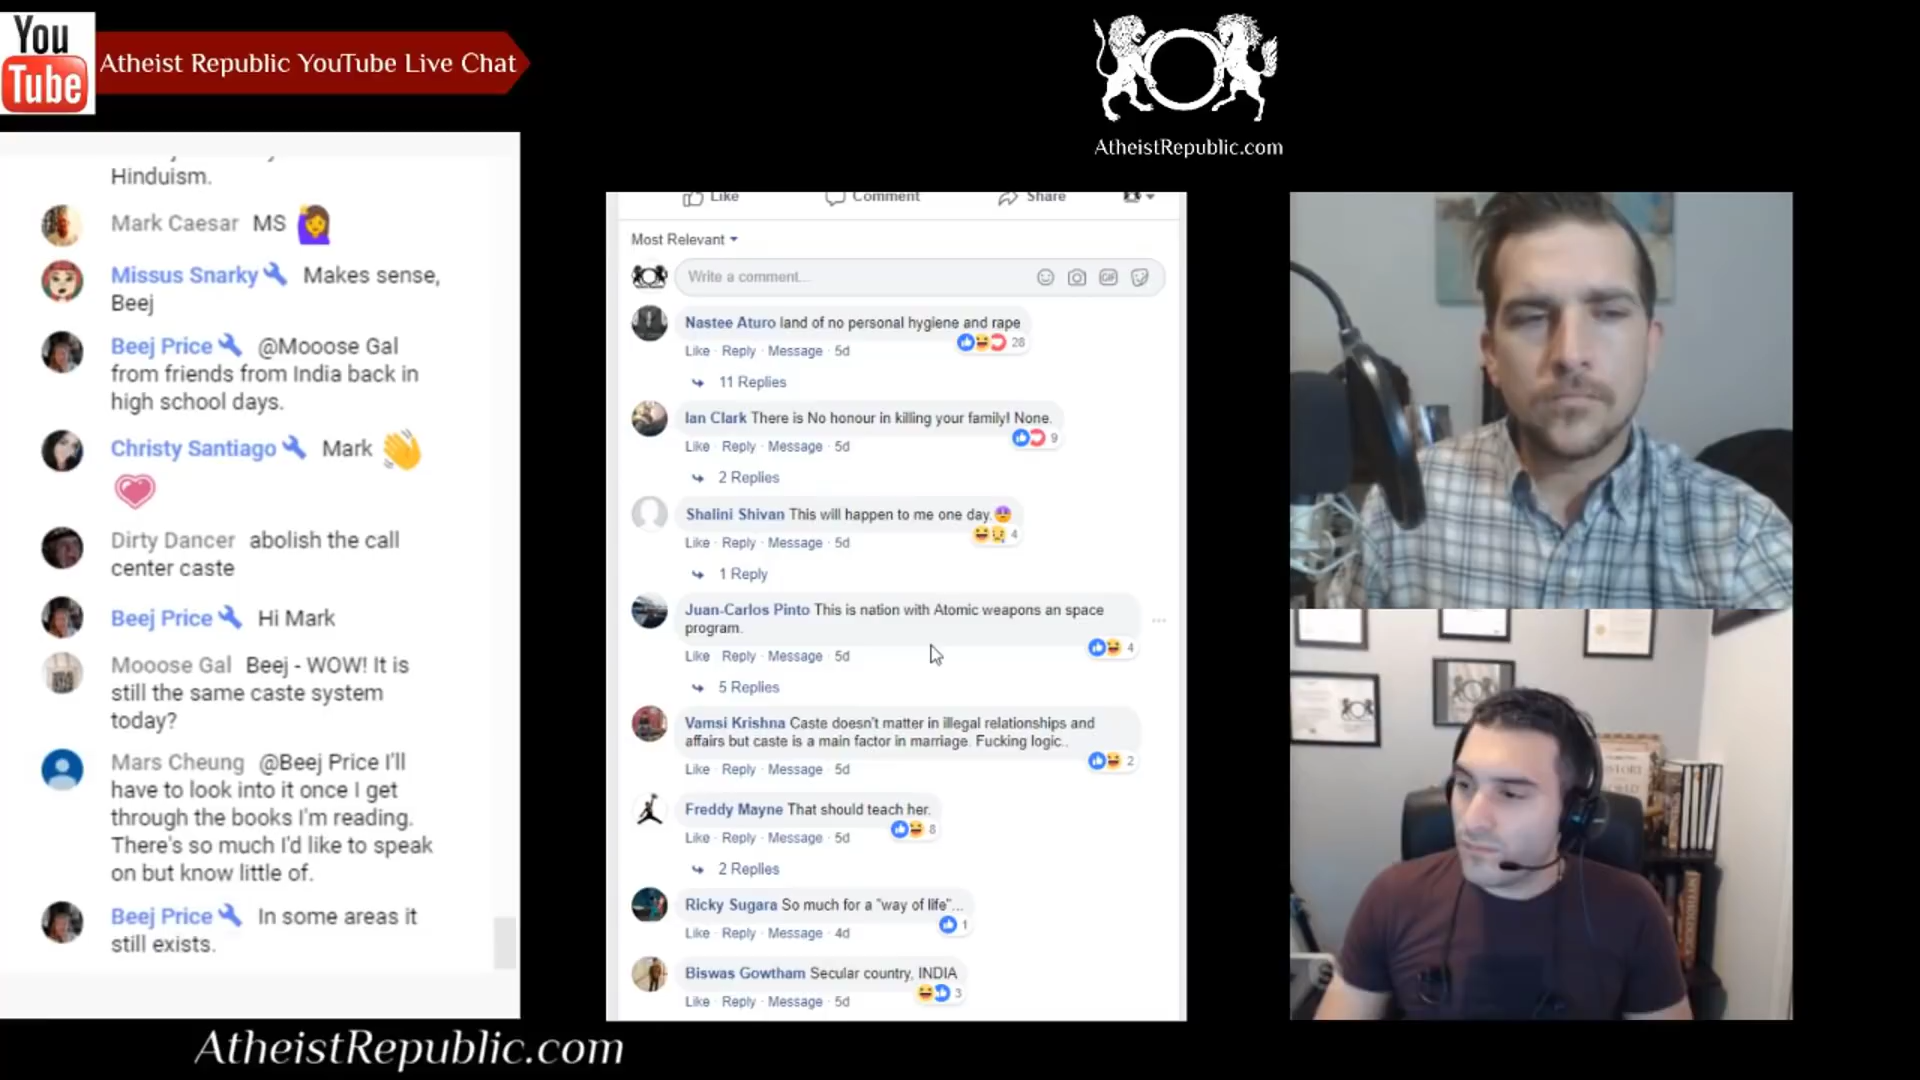 You
Tube
Atheist Republic YouTube Live Chat
AtheistRepublic.com
Hinduism.
Mark Caesar MS
Missus Snarky Makes sense,
Beej
Beej Price @Mooose Gal
from friends from India back in
high school days.
Christy Santiago Mark
Dirty Dancer abolish the call
center caste
Beej Price Hi Mark
Mooose Gal Beej - WOW! It is
still the same caste system
today?
Mars Cheung @Beej Price I'll
have to look into it once I get
through the books I'm reading.
There's so much I'd like to speak
on but know little of.
Beej Price In some areas it
still exists.
Like Comment Share
Most Relevant
Write a comment...
GIF
Nastee Aturo land of no personal hygiene and rape
28
Like · Reply · Message · 5d
11 Replies
Ian Clark There is No honour in killing your family! None.
9
Like · Reply · Message · 5d
2 Replies
Shalini Shivan This will happen to me one day.
4
Like · Reply · Message · 5d
1 Reply
Juan-Carlos Pinto This is nation with Atomic weapons an space
program.
4
Like · Reply · Message · 5d
5 Replies
Vamsi Krishna Caste doesn't matter in illegal relationships and
affairs but caste is a main factor in marriage. Fucking logic..
2
Like · Reply · Message · 5d
Freddy Mayne That should teach her.
8
Like · Reply · Message · 5d
2 Replies
Ricky Sugara So much for a "way of life"...
1
Like · Reply · Message · 4d
Biswas Gowtham Secular country, INDIA
3
Like · Reply · Message · 5d
AtheistRepublic.com